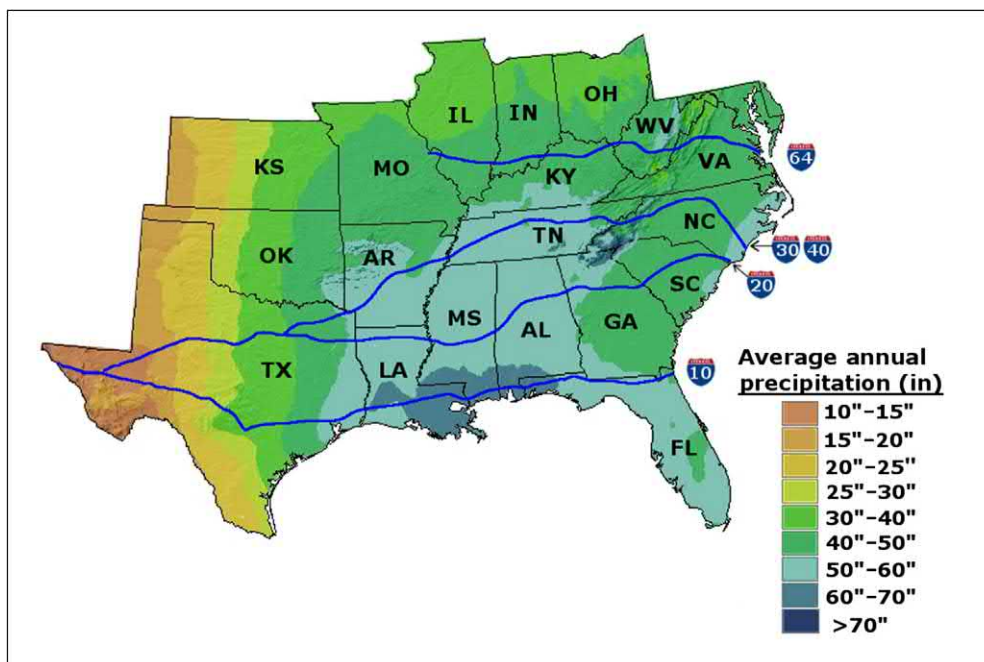 IL
IN
OH
WV
KS
MO
VA
64
KY
OK
AR
TN
NC
30 40
SC
20
MS
AL
GA
TX
LA
10
FL
Average annual
precipitation (in)
10"–15"
15"–20"
20"–25"
25"–30"
30"–40"
40"–50"
50"–60"
60"–70"
>70"